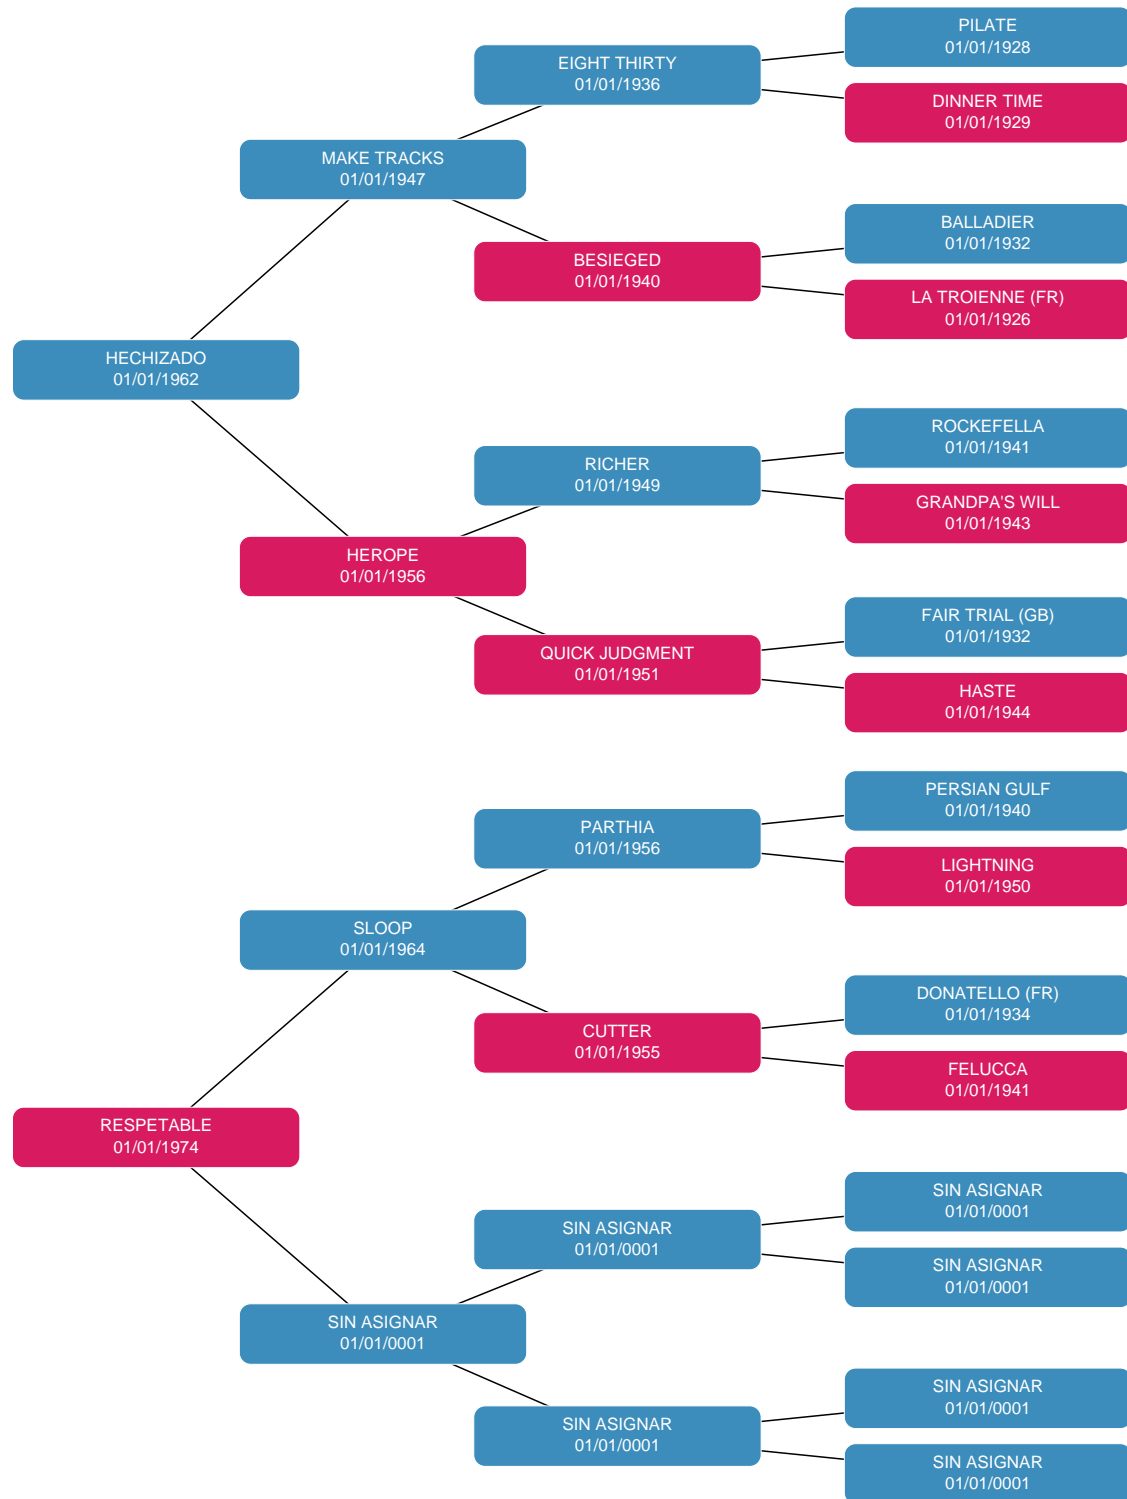 PILATE
01/01/1928
EIGHT THIRTY
01/01/1936
DINNER TIME
01/01/1929
MAKE TRACKS
01/01/1947
BALLADIER
01/01/1932
BESIEGED
01/01/1940
LA TROIENNE (FR)
01/01/1926
HECHIZADO
01/01/1962
ROCKEFELLA
01/01/1941
RICHER
01/01/1949
GRANDPA'S WILL
01/01/1943
HEROPE
01/01/1956
FAIR TRIAL (GB)
01/01/1932
QUICK JUDGMENT
01/01/1951
HASTE
01/01/1944
PERSIAN GULF
01/01/1940
PARTHIA
01/01/1956
LIGHTNING
01/01/1950
SLOOP
01/01/1964
DONATELLO (FR)
01/01/1934
CUTTER
01/01/1955
FELUCCA
01/01/1941
RESPETABLE
01/01/1974
SIN ASIGNAR
01/01/0001
SIN ASIGNAR
01/01/0001
SIN ASIGNAR
01/01/0001
SIN ASIGNAR
01/01/0001
SIN ASIGNAR
01/01/0001
SIN ASIGNAR
01/01/0001
SIN ASIGNAR
01/01/0001